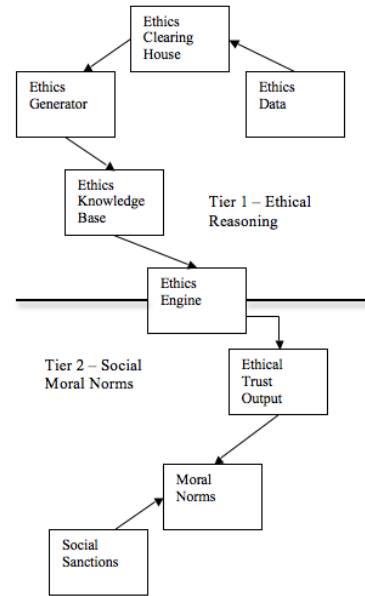 Ethics
Clearing
House
Ethics
Generator
Ethics
Data
Ethics
Knowledge
Base
Tier 1 – Ethical
Reasoning
Ethics
Engine
Tier 2 – Social
Moral Norms
Ethical
Trust
Output
Moral
Norms
Social
Sanctions